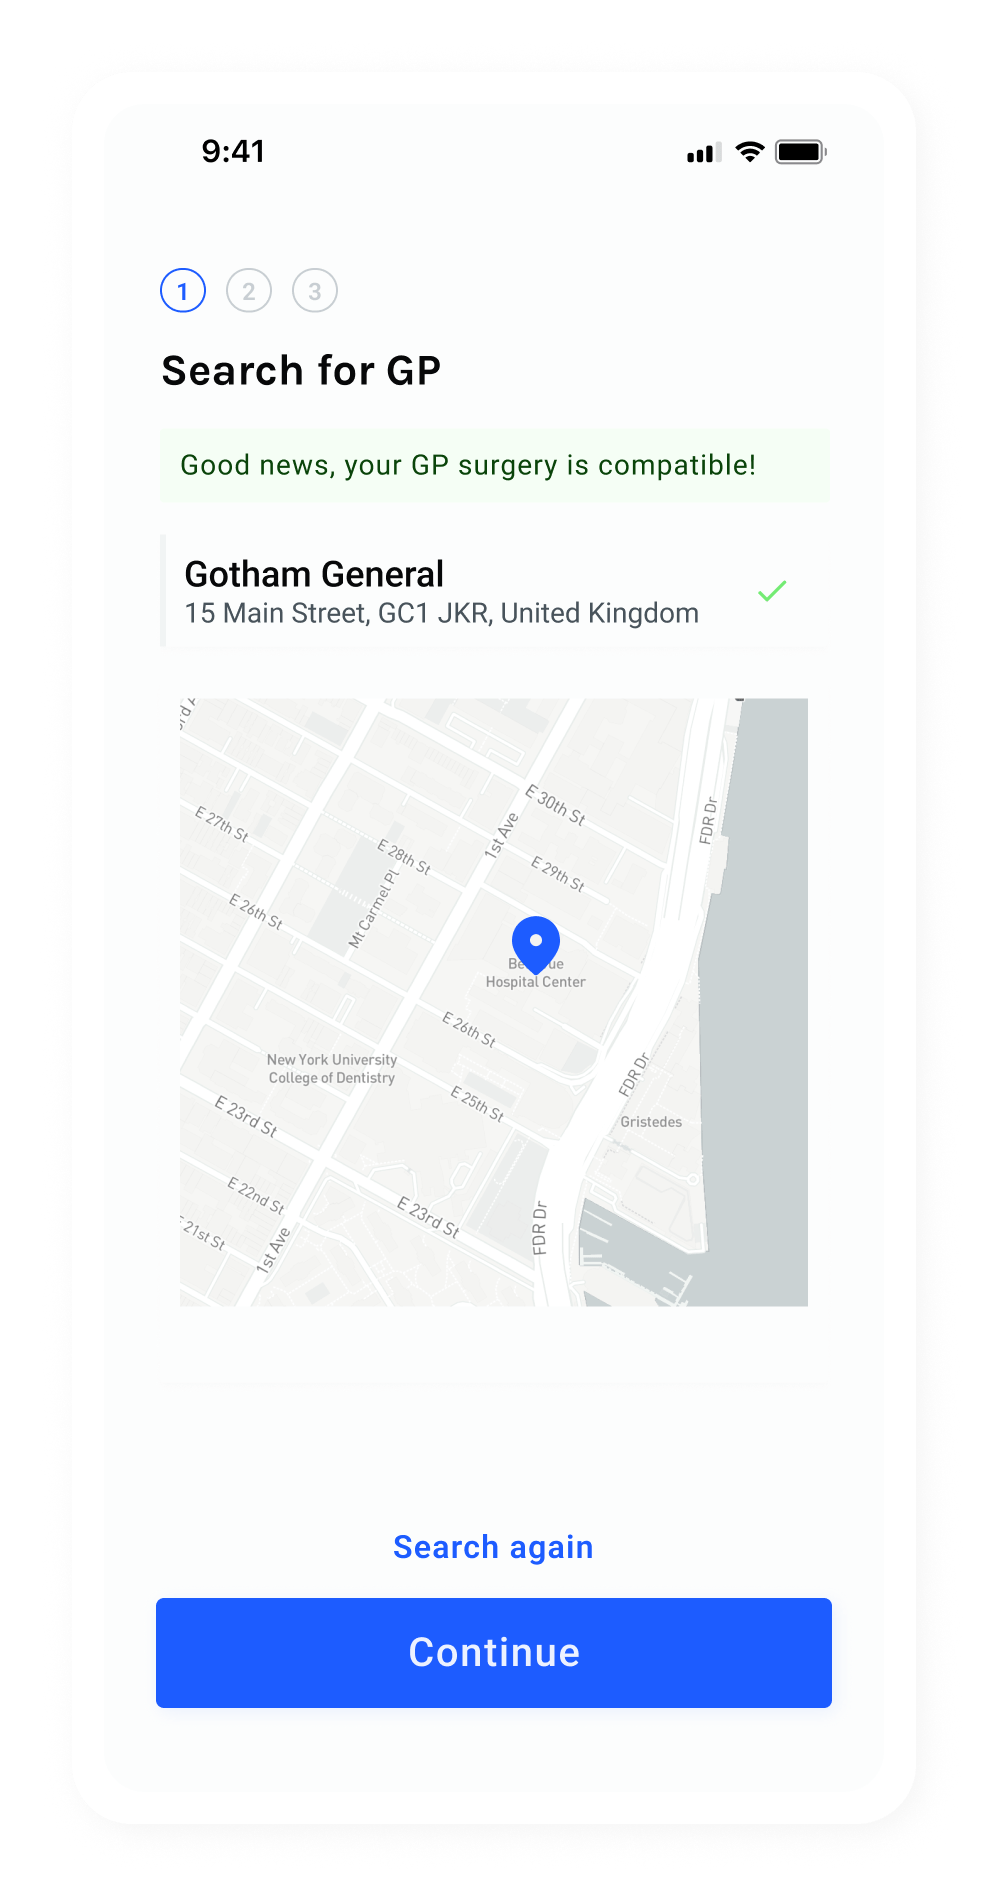 9:41
1 2 3
Search for GP
Good news, your GP surgery is compatible!
Gotham General
15 Main Street, GC1 JKR, United Kingdom
E 30th St
FDR Dr
E 27th St
1st Ave
E 28th St
E 29th St
Mt Carmel Pl
E 26th St
Hospital Center
E 26th St
New York University
College of Dentistry
FDR Dr
E 25th St
E 23rd St
Gristedes
E 22nd St
E 23rd St
E 21st St
FDR Dr
1st Ave
Search again
Continue